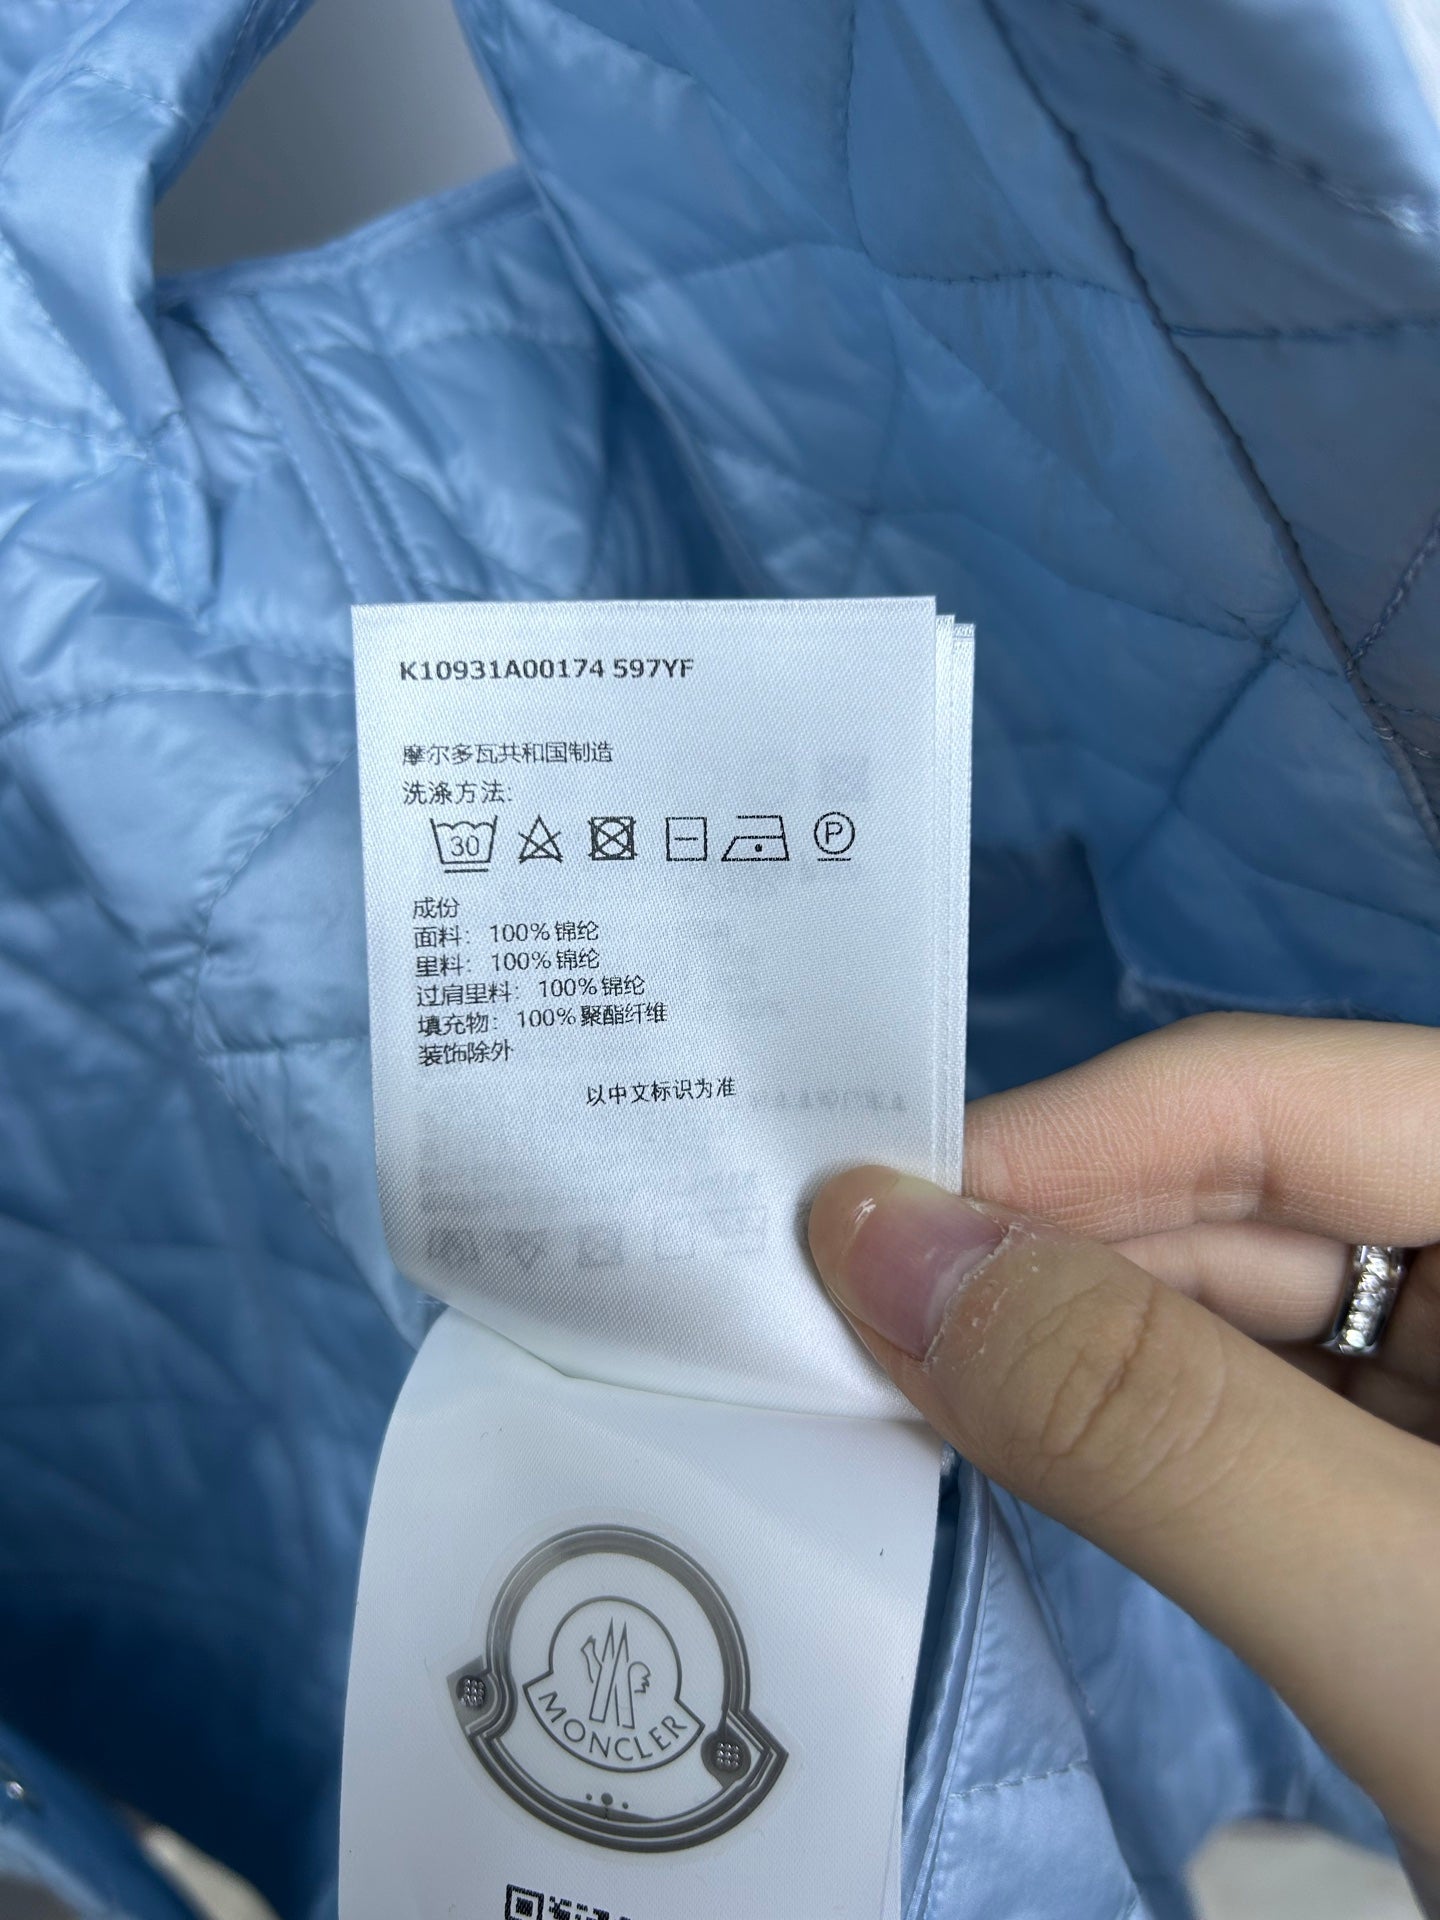 K10931A00174 597YF
摩尔多瓦共和国制造
洗涤方法:
30 P
成份
面料: 100% 锦纶
里料: 100% 锦纶
过肩里料: 100% 锦纶
填充物: 100% 聚酯纤维
装饰除外
以中文标识为准
MONCLER